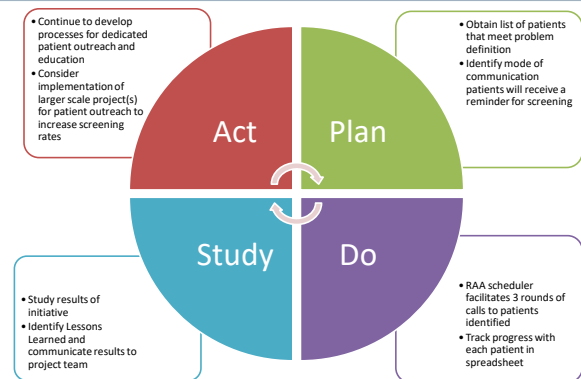 • Continue to develop
processes for dedicated
patient outreach and
education
• Consider
implementation of
larger scale project(s)
for patient outreach to
increase screening
rates
• Obtain list of patients
that meet problem
definition
• Identify mode of
communication
patients will receive a
reminder for screening
Act
Plan
Study
Do
• Study results of
initiative
• Identify Lessons
Learned and
communicate results to
project team
• RAA scheduler
facilitates 3 rounds of
calls to patients
identified
• Track progress with
each patient in
spreadsheet